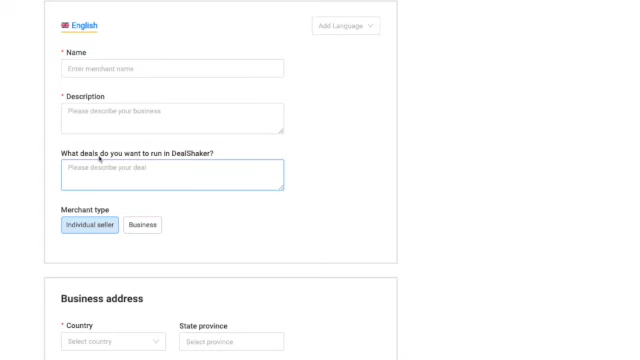 English
Add Language
* Name
Enter merchant name
* Description
Please describe your business
What deals do you want to run in DealShaker?
Please describe your deal
Merchant type
Individual seller Business
Business address
* Country State province
Select country Select province